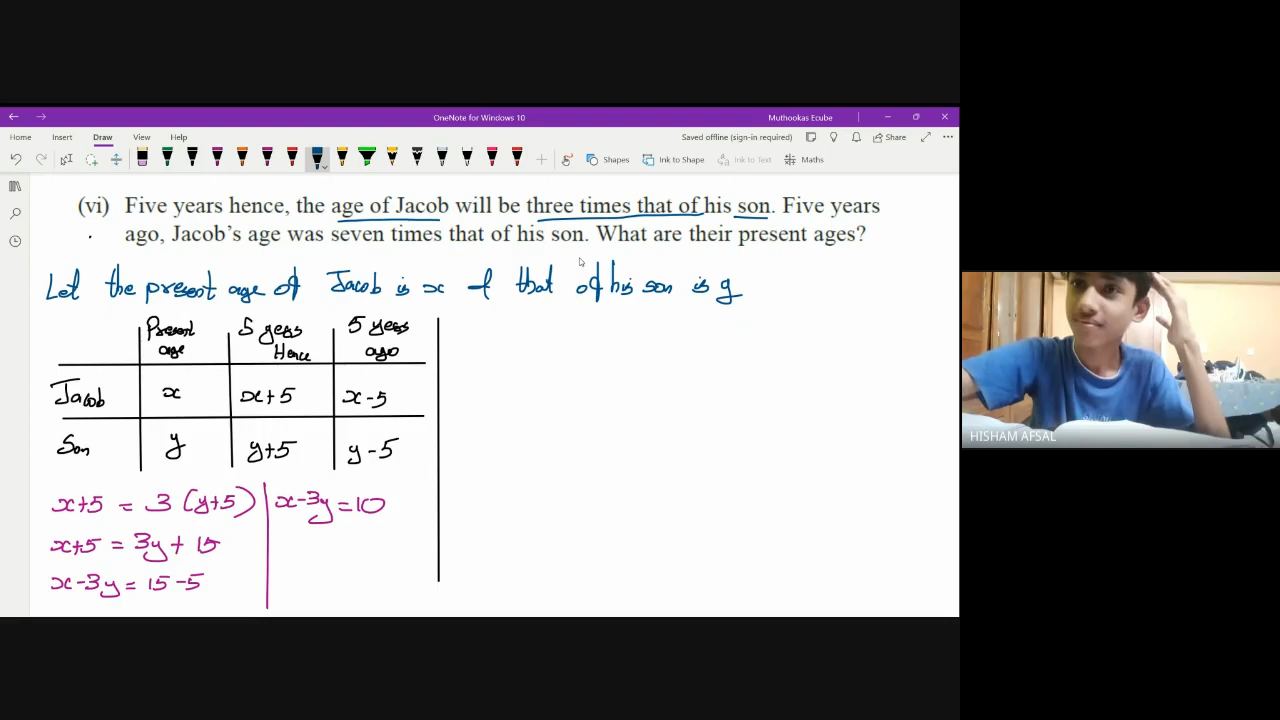 OneNote for Windows 10
Muthookas Ecube
Home Insert Draw View Help
Saved offline (sign-in required)
Share
Shapes
Ink to Shape
Ink to Text
Maths
(vi) Five years hence, the age of Jacob will be three times that of his son. Five years
ago, Jacob's age was seven times that of his son. What are their present ages?
Let the present age of Jacob is x & that of his son is y
Present age 5 years Hence 5 years ago
Jacob x x+5 x-5
Son y y+5 y-5
x+5 = 3 (y+5)
x+5 = 3y + 15
x-3y = 15-5
x-3y = 10
HISHAM AFSAL